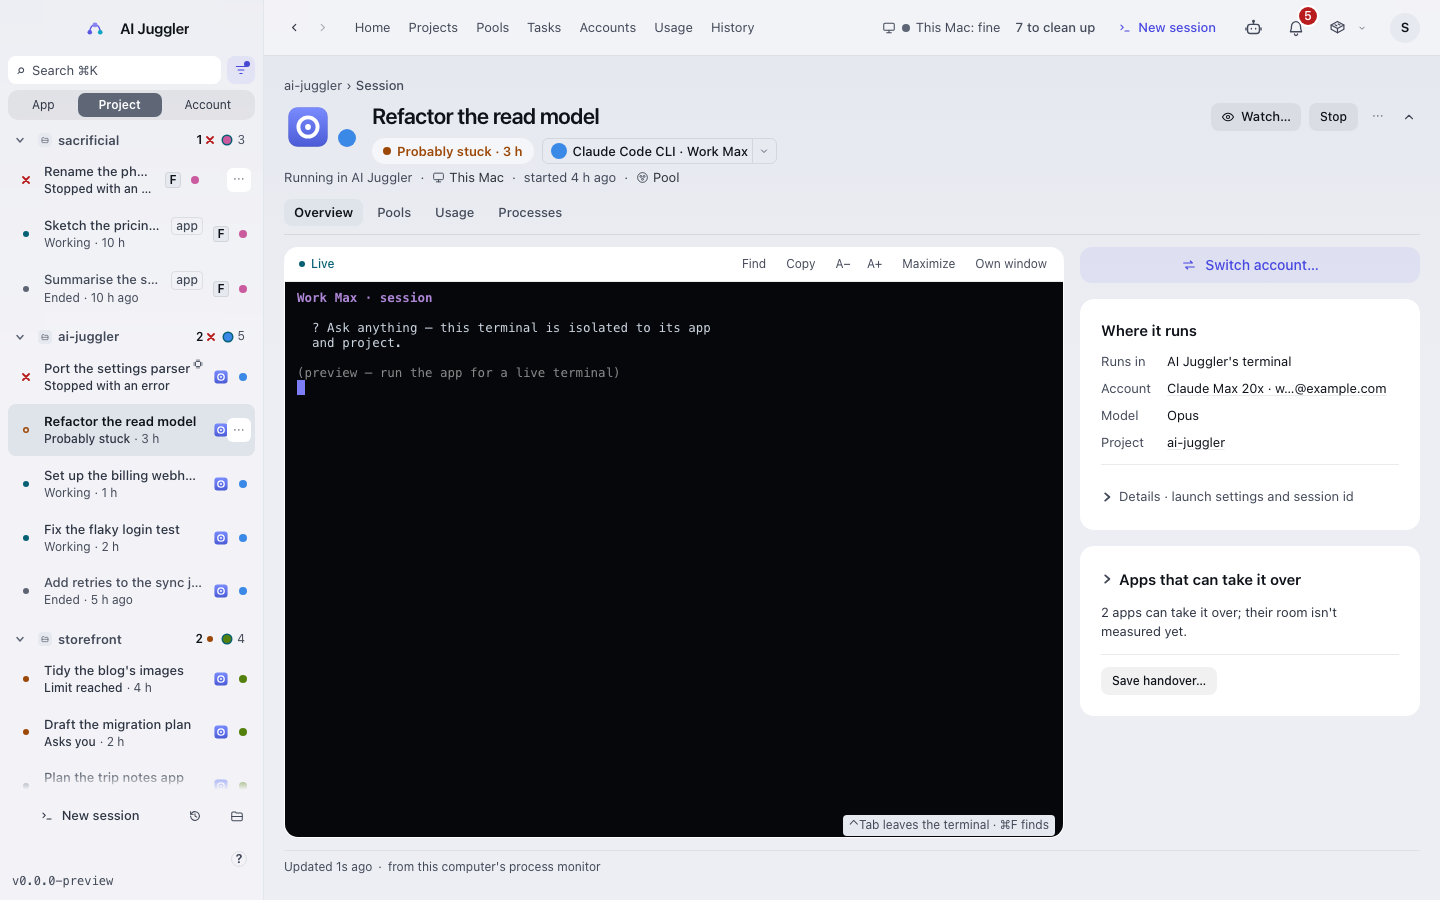 AI Juggler
Search ⌘K
App Project Account
sacrificial 1 3
Rename the ph... F
Stopped with an ...
Sketch the pricin... app F
Working · 10 h
Summarise the s... app F
Ended · 10 h ago
ai-juggler 2 5
Port the settings parser
Stopped with an error
Refactor the read model
Probably stuck · 3 h
Set up the billing webh...
Working · 1 h
Fix the flaky login test
Working · 2 h
Add retries to the sync j...
Ended · 5 h ago
storefront 2 4
Tidy the blog's images
Limit reached · 4 h
Draft the migration plan
Asks you · 2 h
Plan the trip notes app
New session
?
v0.0.0-preview
Home Projects Pools Tasks Accounts Usage History
This Mac: fine 7 to clean up New session 5 S
ai-juggler › Session
Refactor the read model
Watch... Stop ...
Probably stuck · 3 h Claude Code CLI · Work Max
Running in AI Juggler · This Mac · started 4 h ago · Pool
Overview Pools Usage Processes
Live Find Copy A− A+ Maximize Own window
Work Max · session
? Ask anything — this terminal is isolated to its app
and project.
(preview — run the app for a live terminal)
^Tab leaves the terminal · ⌘F finds
Switch account...
Where it runs
Runs in AI Juggler's terminal
Account Claude Max 20x · w...@example.com
Model Opus
Project ai-juggler
Details · launch settings and session id
Apps that can take it over
2 apps can take it over; their room isn't
measured yet.
Save handover...
Updated 1s ago · from this computer's process monitor